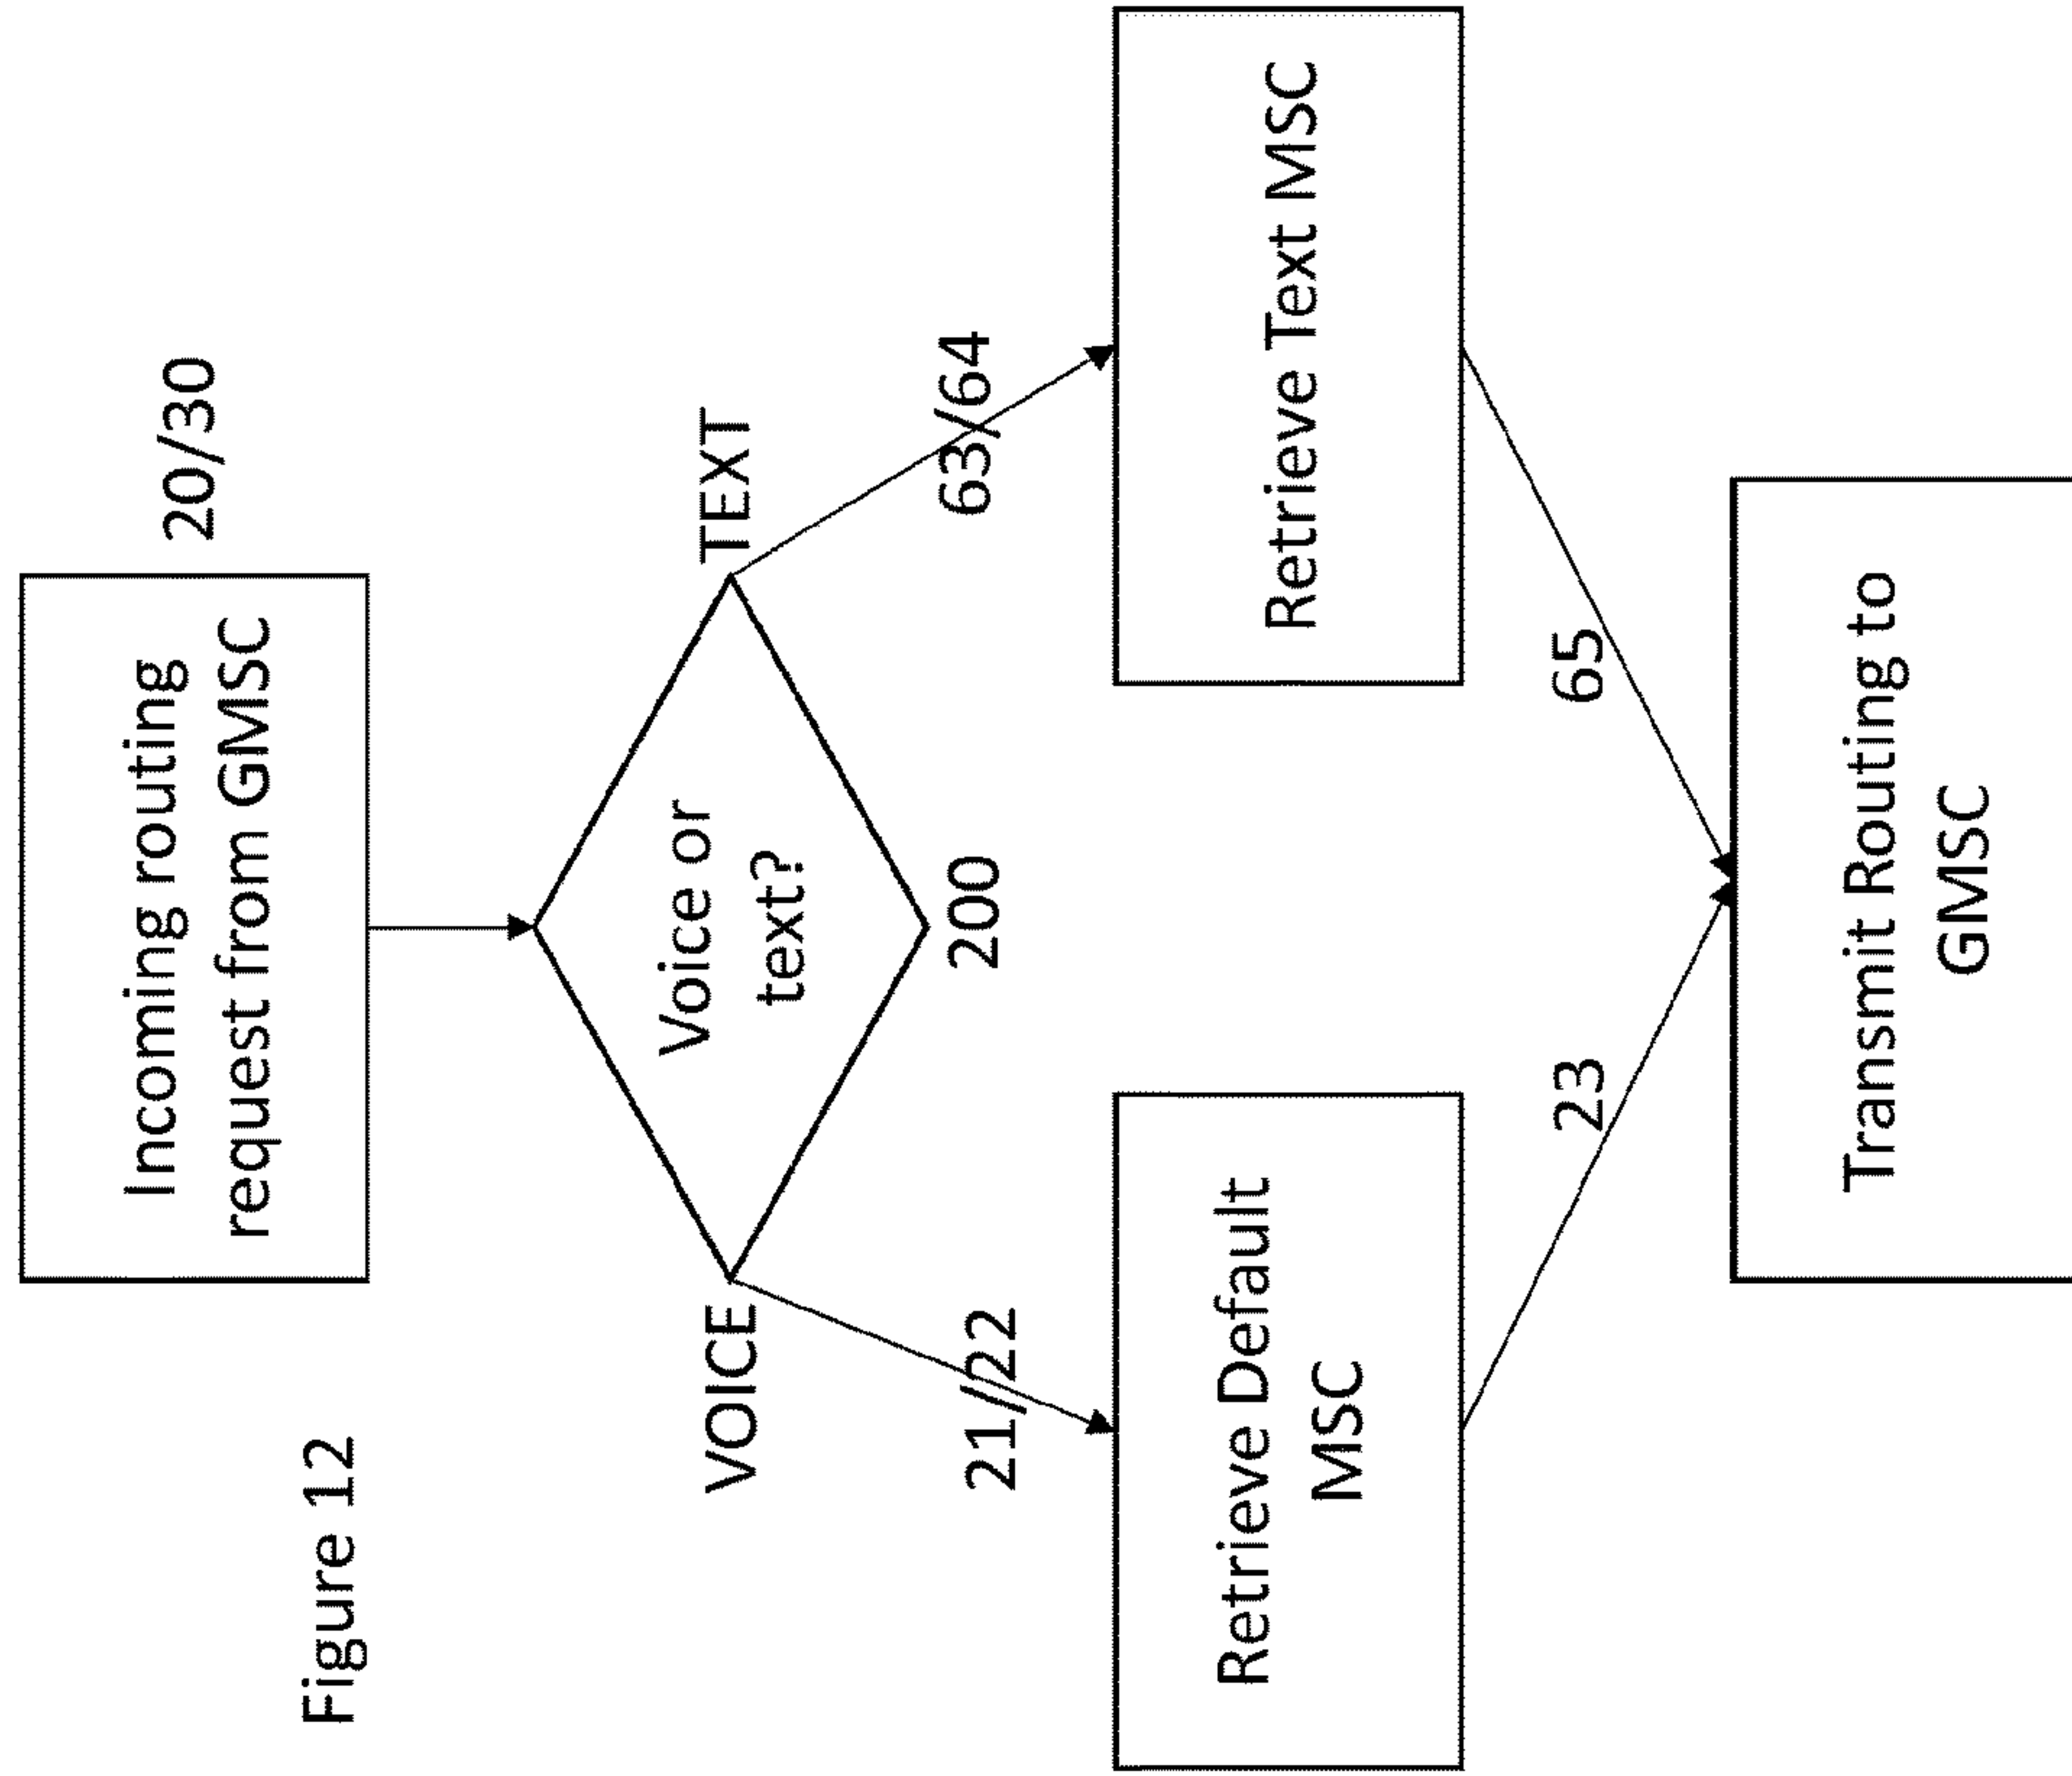 Figure 12
Incoming routing
request from GMSC
20/30
Voice or
text?
200
VOICE
TEXT
21//22
63/64
Retrieve Default
MSC
Retrieve Text MSC
23
65
Transmit Routing to
GMSC